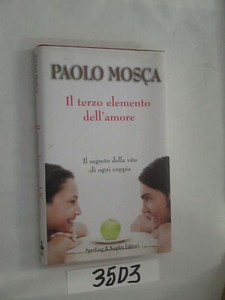 PAOLO MOSCA
Il terzo elemento
dell'amore
Il segreto della vita
di ogni coppia
Sperling & Kupfer Editori
35D3